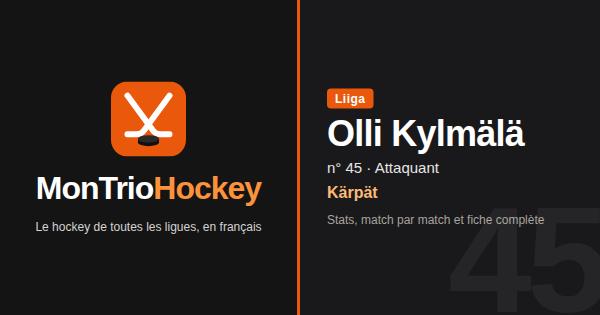 MonTrioHockey
Le hockey de toutes les ligues, en français
Liiga
Olli Kylmälä
n° 45 · Attaquant
Kärpät
Stats, match par match et fiche complète
45